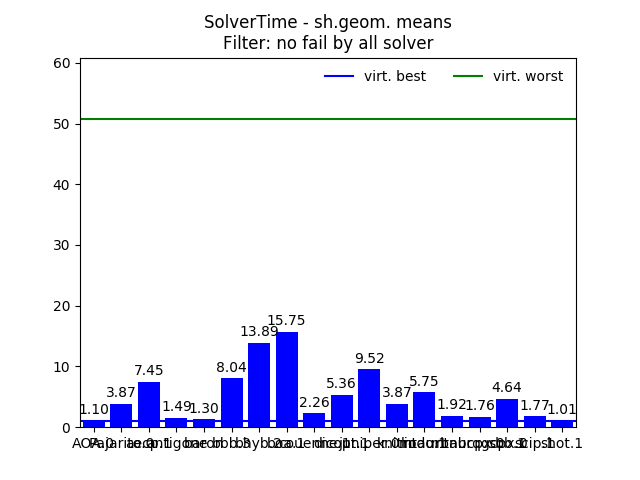 SolverTime - sh.geom. means
Filter: no fail by all solver
virt. best virt. worst
60
50
40
30
20
10
0
1.10 3.87 7.45 1.49 1.30 8.04 13.89 15.75 2.26 5.36 9.52 3.87 5.75 1.92 1.76 4.64 1.77 1.01